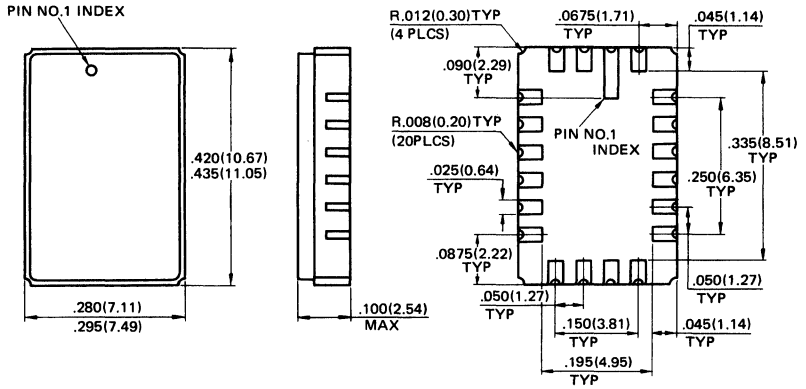 PIN NO.1 INDEX
.420(10.67)
.435(11.05)
.280(7.11)
.295(7.49)
.100(2.54)
MAX
R.012(0.30)TYP
(4 PLCS)
.0675(1.71)
TYP
.045(1.14)
TYP
.090(2.29)
TYP
R.008(0.20)TYP
(20PLCS)
PIN NO.1
INDEX
.335(8.51)
TYP
.250(6.35)
TYP
.025(0.64)
TYP
.0875(2.22)
TYP
.050(1.27)
TYP
.050(1.27)
TYP
.150(3.81)
TYP
.045(1.14)
TYP
.195(4.95)
TYP